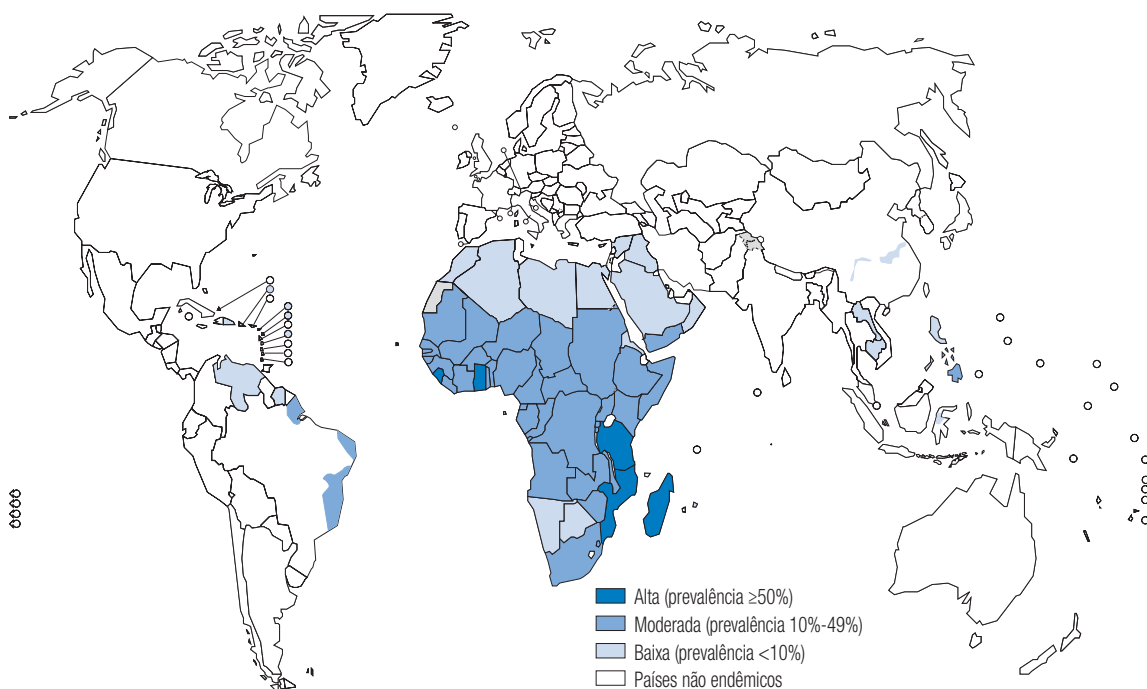 Alta (prevalência ≥50%)
Moderada (prevalência 10%-49%)
Baixa (prevalência <10%)
Países não endêmicos